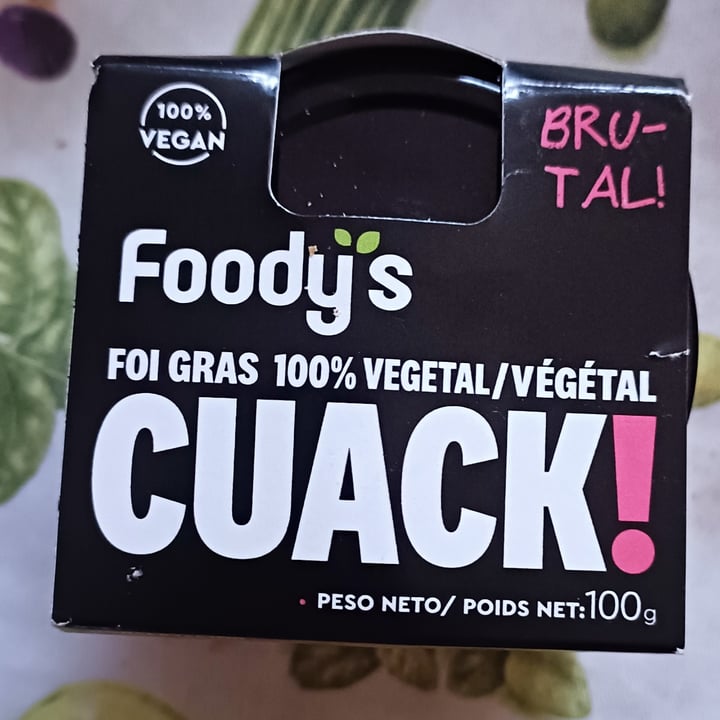 100%
VEGAN
BRU-
TAL!
Foody's
FOI GRAS 100% VEGETAL/VÉGÉTAL
CUACK!
• PESO NETO/ POIDS NET:100g